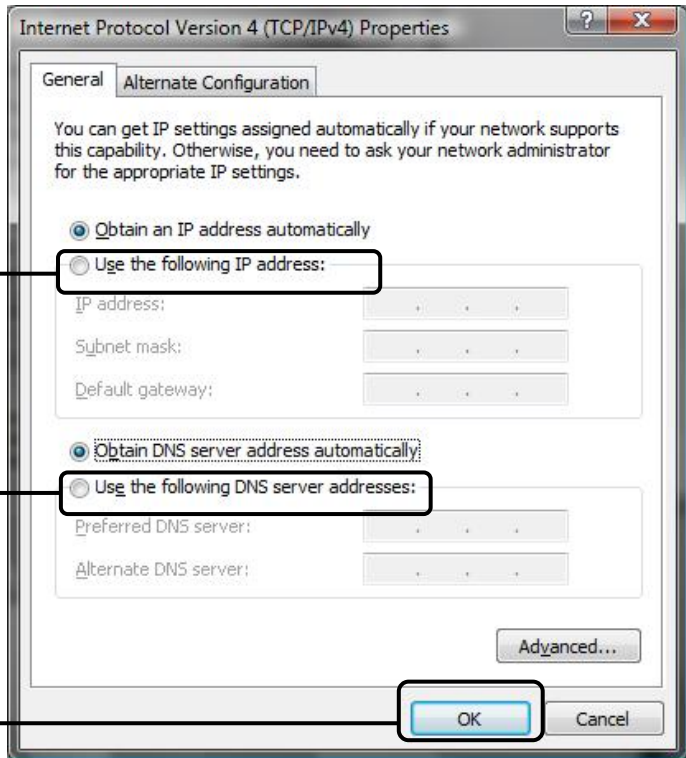 Internet Protocol Version 4 (TCP/IPv4) Properties
?
X
General
Alternate Configuration
You can get IP settings assigned automatically if your network supports
this capability. Otherwise, you need to ask your network administrator
for the appropriate IP settings.
Obtain an IP address automatically
Use the following IP address:
IP address:
. . .
Subnet mask:
. . .
Default gateway:
. . .
Obtain DNS server address automatically
Use the following DNS server addresses:
Preferred DNS server:
. . .
Alternate DNS server:
. . .
Advanced...
OK
Cancel